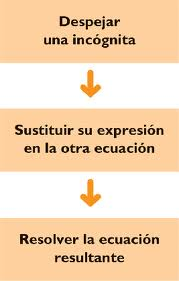 Despejar
una incógnita
Sustituir su expresión
en la otra ecuación
Resolver la ecuación
resultante